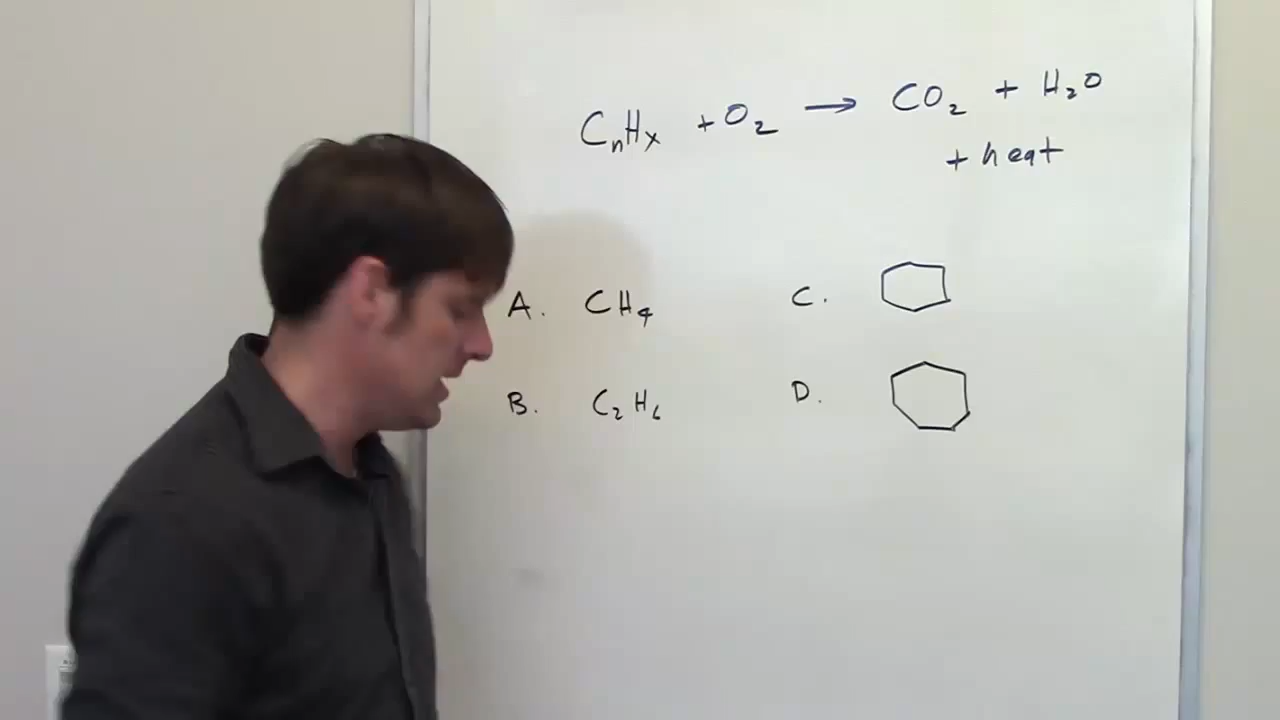 CₙHₓ + O₂ → CO₂ + H₂O
+ heat
A. CH₄
C.
B. C₂H₆
D.